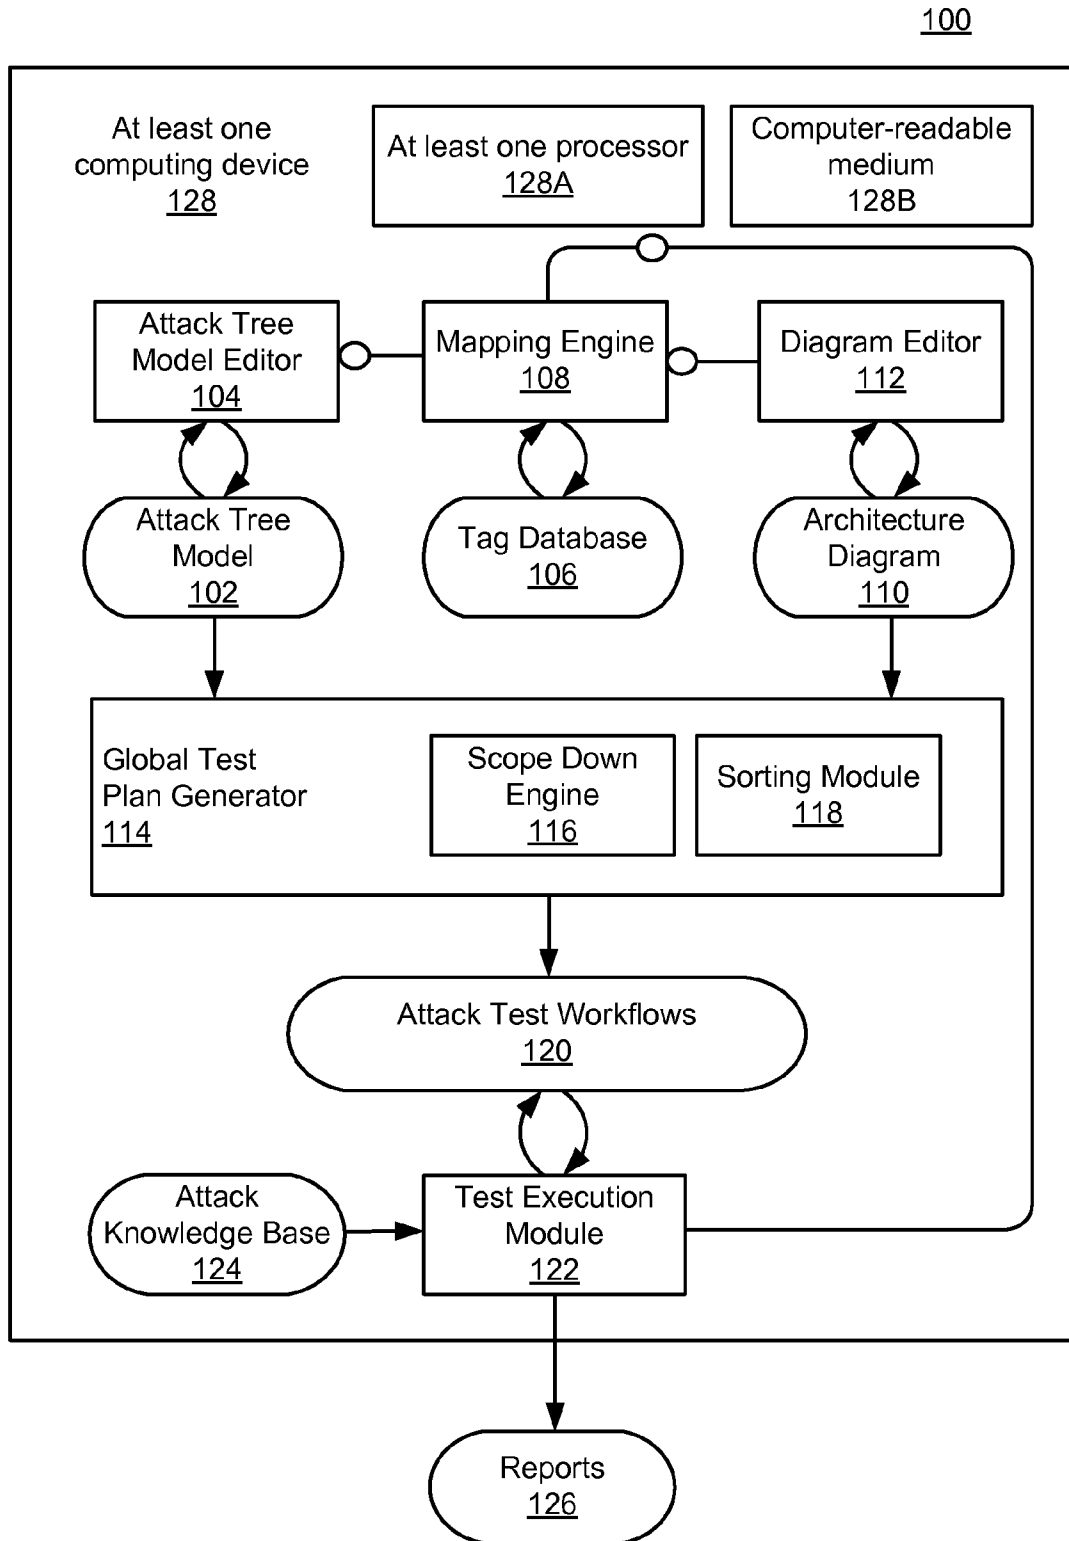 100
At least one
computing device
128
At least one processor
128A
Computer-readable
medium
128B
Attack Tree
Model Editor
104
Mapping Engine
108
Diagram Editor
112
Attack Tree
Model
102
Tag Database
106
Architecture
Diagram
110
Global Test
Plan Generator
114
Scope Down
Engine
116
Sorting Module
118
Attack Test Workflows
120
Attack
Knowledge Base
124
Test Execution
Module
122
Reports
126